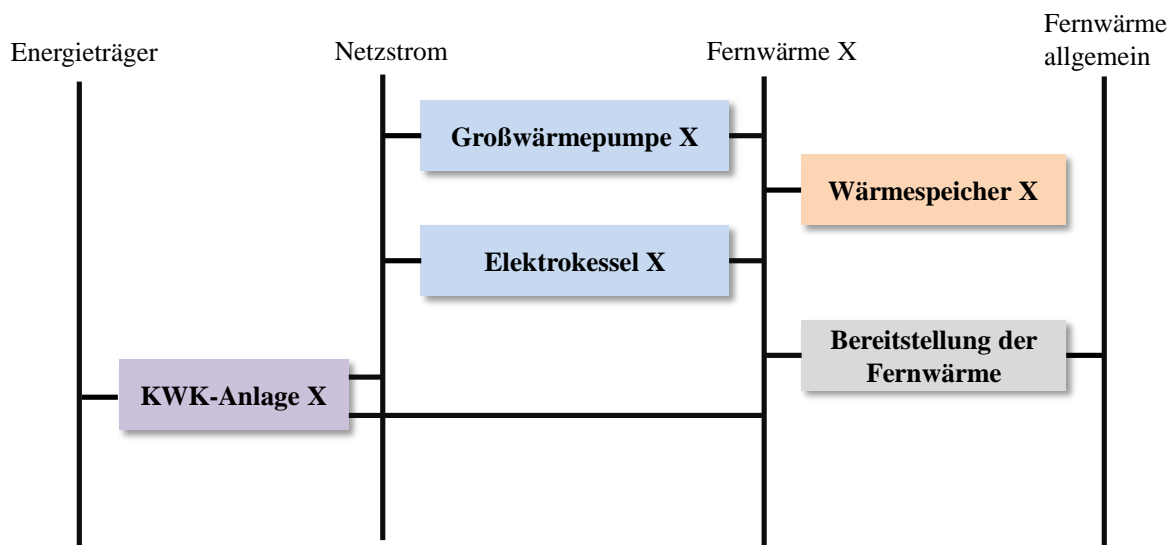 Energieträger
Netzstrom
Fernwärme X
Fernwärme
allgemein
Großwärmepumpe X
Wärmespeicher X
Elektrokessel X
Bereitstellung der
Fernwärme
KWK-Anlage X